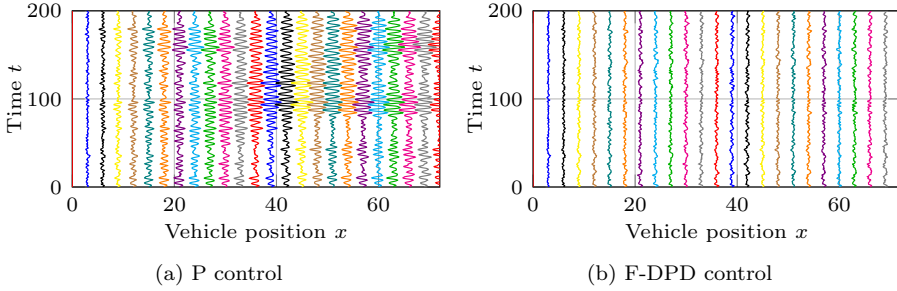 200
100
0
Time t
0 20 40 60
Vehicle position x
(a) P control
200
100
0
Time t
0 20 40 60
Vehicle position x
(b) F-DPD control